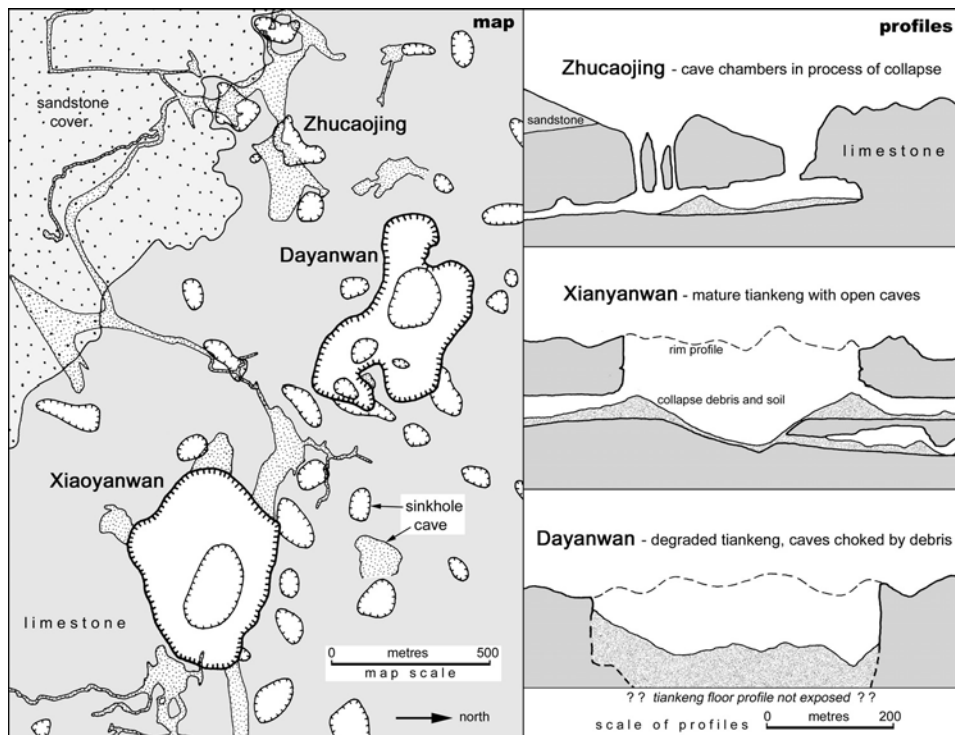 map
sandstone
cover
Zhucaojing
Dayanwan
Xiaoyanwan
sinkhole
cave
limestone
0 metres 500
map scale
north
profiles
Zhucaojing - cave chambers in process of collapse
sandstone
limestone
Xianyanwan - mature tiankeng with open caves
rim profile
collapse debris and soil
Dayanwan - degraded tiankeng, caves choked by debris
? ? tiankeng floor profile not exposed ? ?
scale of profiles 0 metres 200